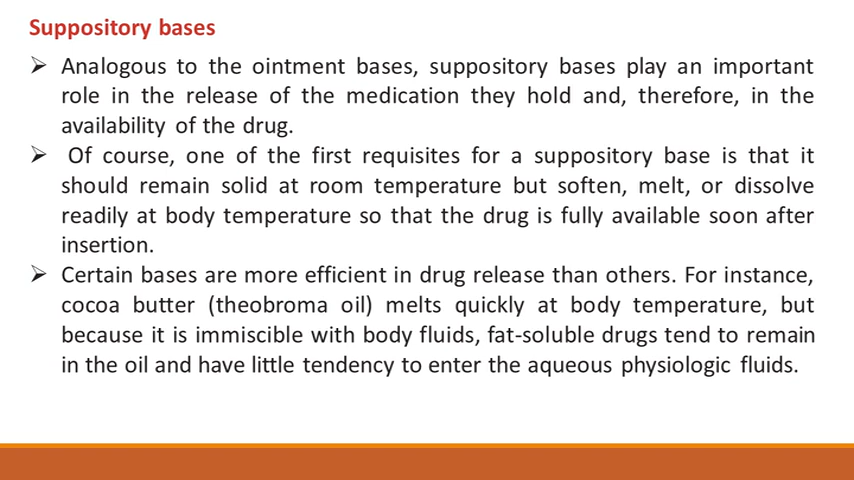 Suppository bases
➢ Analogous to the ointment bases, suppository bases play an important
role in the release of the medication they hold and, therefore, in the
availability of the drug.
➢ Of course, one of the first requisites for a suppository base is that it
should remain solid at room temperature but soften, melt, or dissolve
readily at body temperature so that the drug is fully available soon after
insertion.
➢ Certain bases are more efficient in drug release than others. For instance,
cocoa butter (theobroma oil) melts quickly at body temperature, but
because it is immiscible with body fluids, fat-soluble drugs tend to remain
in the oil and have little tendency to enter the aqueous physiologic fluids.